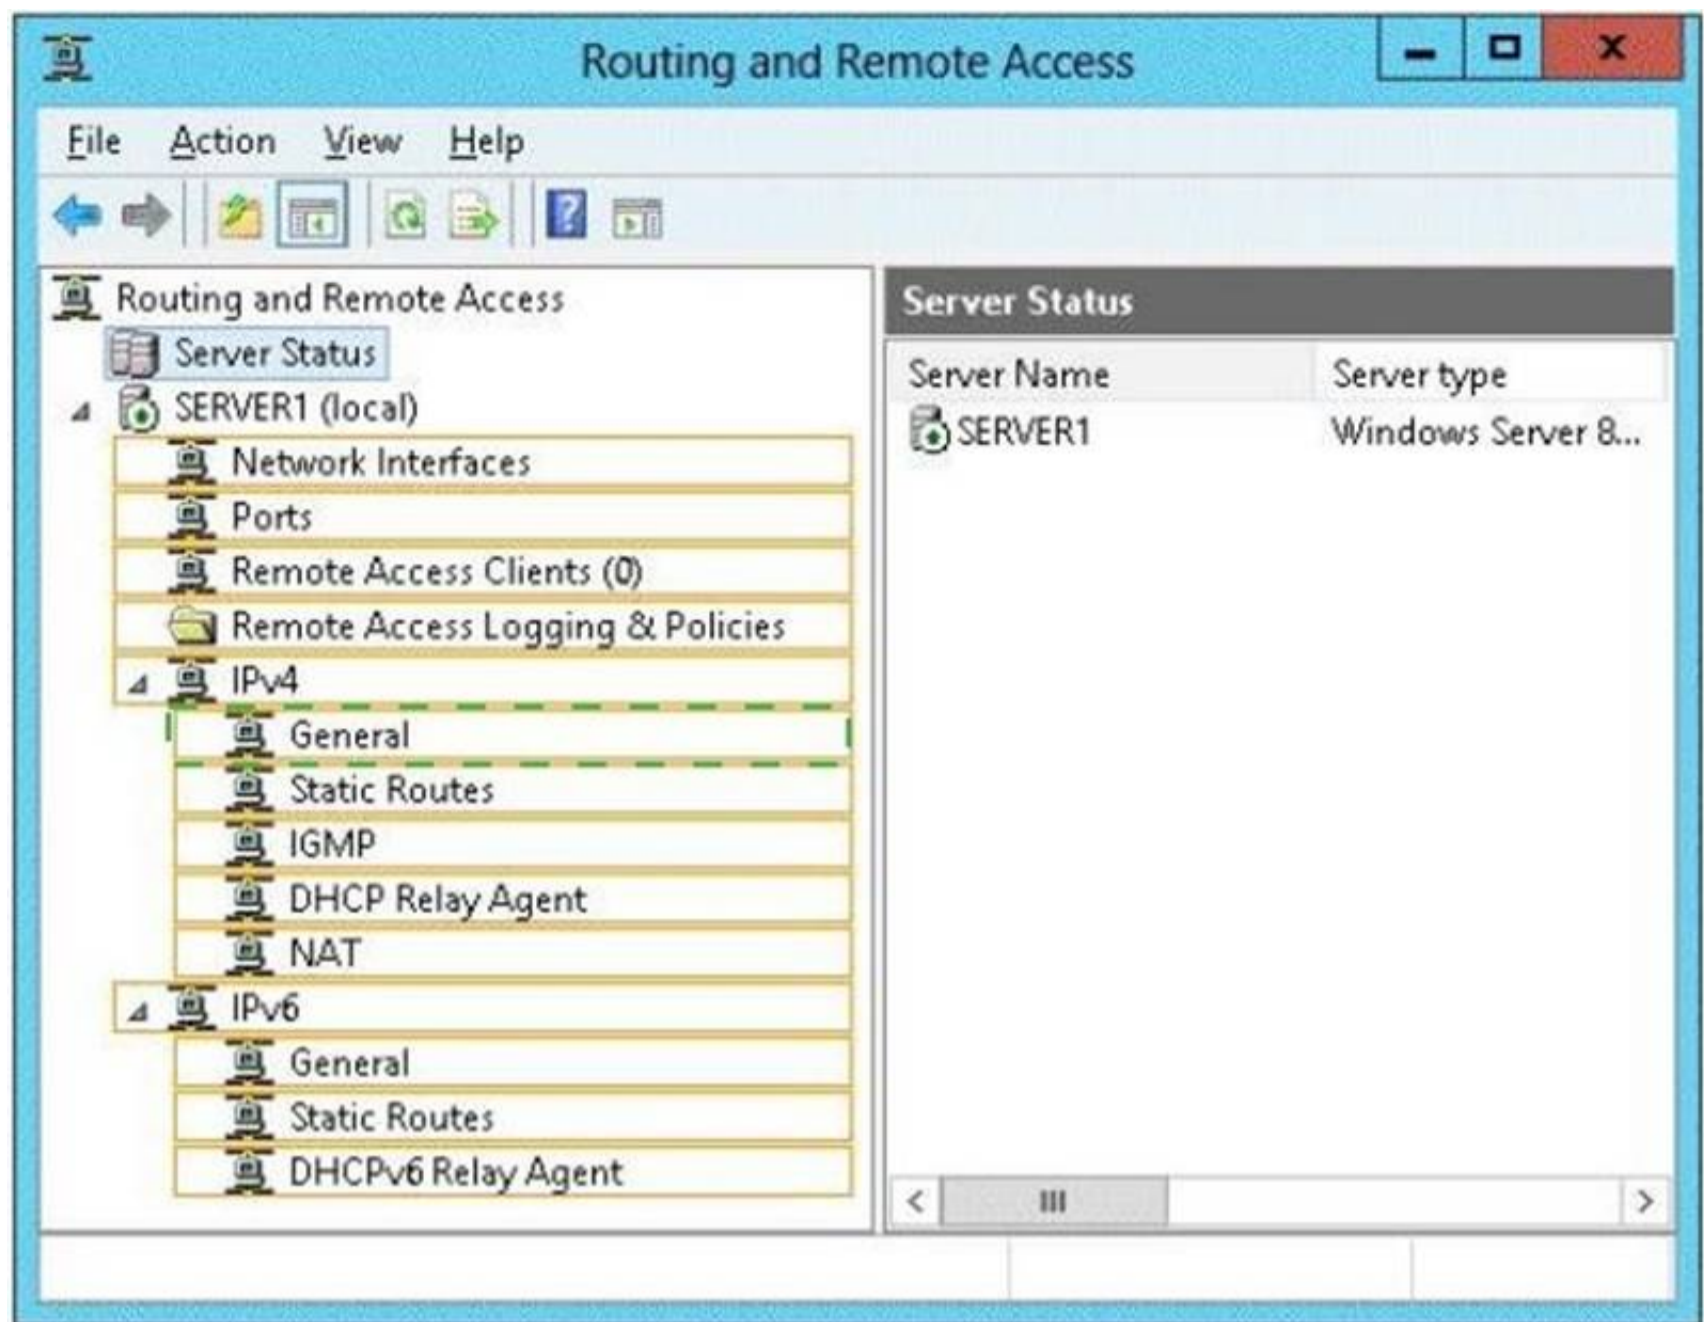 Routing and Remote Access
File Action View Help
Routing and Remote Access
Server Status
SERVER1 (local)
Network Interfaces
Ports
Remote Access Clients (0)
Remote Access Logging & Policies
IPv4
General
Static Routes
IGMP
DHCP Relay Agent
NAT
IPv6
General
Static Routes
DHCPv6 Relay Agent
Server Status
Server Name Server type
SERVER1 Windows Server 8...